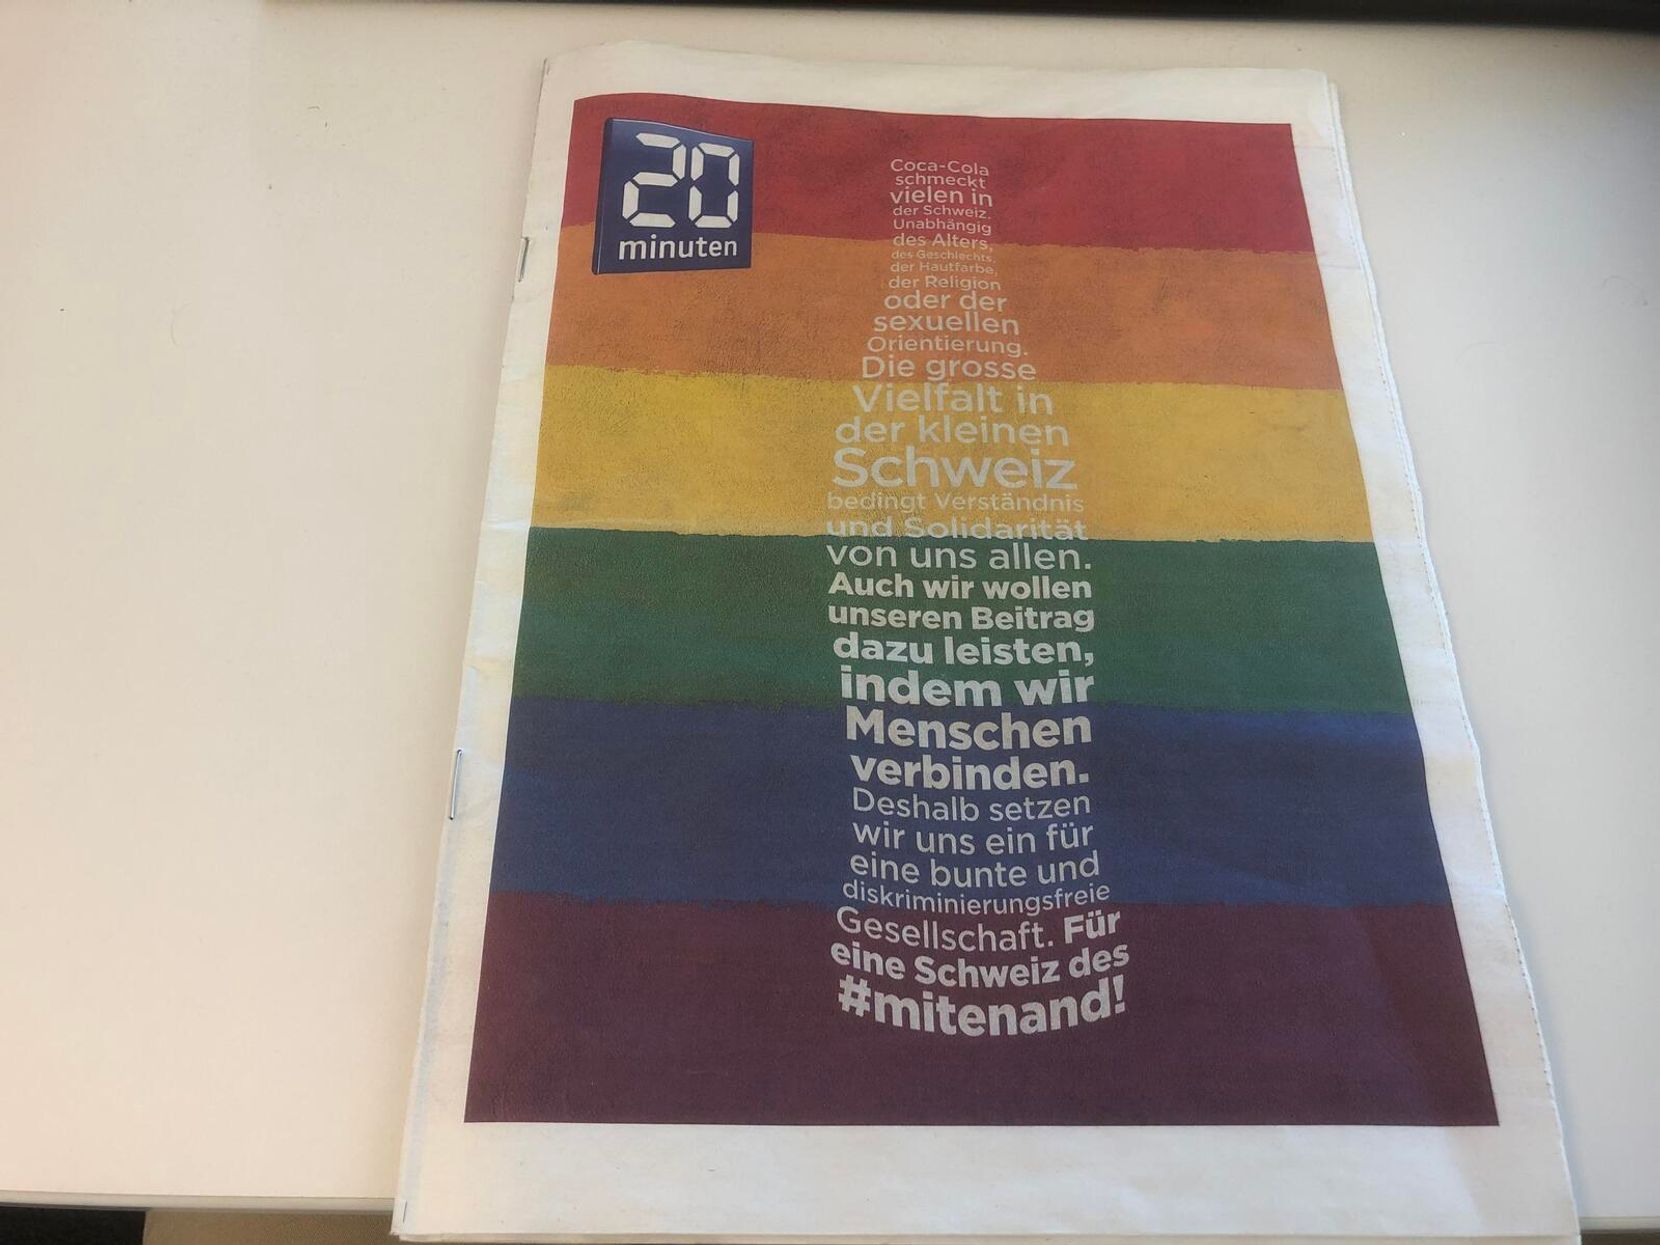 20
minuten
Coca-Cola
schmeckt
vielen in
der Schweiz.
Unabhängig
des Alters,
des Geschlechts,
der Hautfarbe,
der Religion
oder der
sexuellen
Orientierung.
Die grosse
Vielfalt in
der kleinen
Schweiz
bedingt Verständnis
und Solidarität
von uns allen.
Auch wir wollen
unseren Beitrag
dazu leisten,
indem wir
Menschen
verbinden.
Deshalb setzen
wir uns ein für
eine bunte und
diskriminierungsfreie
Gesellschaft. Für
eine Schweiz des
#mitenand!